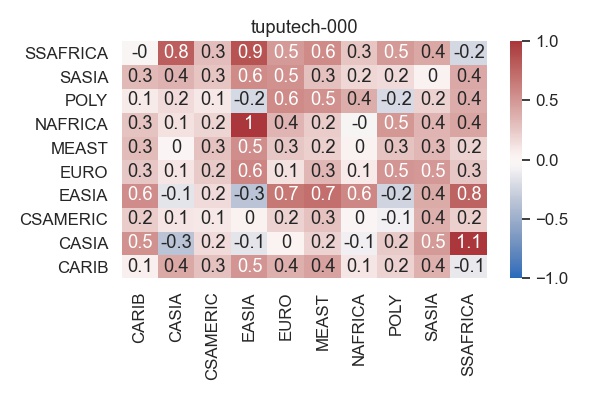 tuputech-000
SSAFRICA -0 0.8 0.3 0.9 0.5 0.6 0.3 0.5 0.4 -0.2
SASIA 0.3 0.4 0.3 0.6 0.5 0.3 0.2 0.2 0 0.4
POLY 0.1 0.2 0.1 -0.2 0.6 0.5 0.4 -0.2 0.2 0.4
NAFRICA 0.3 0.1 0.2 1 0.4 0.2 -0 0.5 0.4 0.4
MEAST 0.3 0 0.3 0.5 0.3 0.2 0 0.3 0.3 0.2
EURO 0.3 0.1 0.2 0.6 0.1 0.3 0.1 0.5 0.5 0.3
EASIA 0.6 -0.1 0.2 -0.3 0.7 0.7 0.6 -0.2 0.4 0.8
CSAMERIC 0.2 0.1 0.1 0 0.2 0.3 0 -0.1 0.4 0.2
CASIA 0.5 -0.3 0.2 -0.1 0 0.2 -0.1 0.2 0.5 1.1
CARIB 0.1 0.4 0.3 0.5 0.4 0.4 0.1 0.2 0.4 -0.1
CARIB CASIA CSAMERIC EASIA EURO MEAST NAFRICA POLY SASIA SSAFRICA
1.0
0.5
0.0
−0.5
−1.0